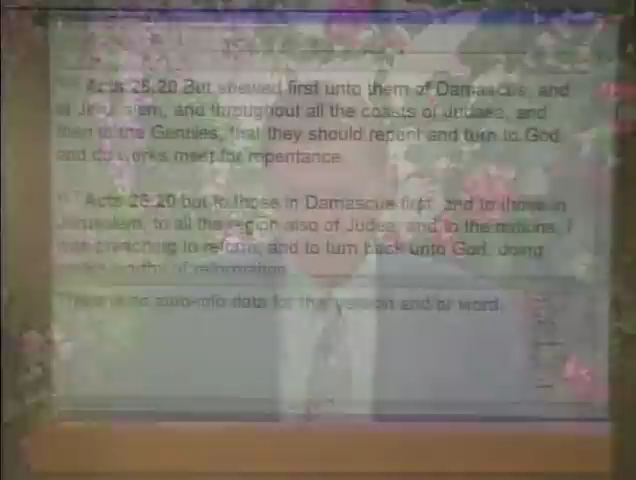 Acts 26.20 But shewed first unto them of Damascus, and
at Jerusalem, and throughout all the coasts of Judaea, and
then to the Gentiles, that they should repent and turn to God,
and do works meet for repentance.
Acts 26.20 but to those in Damascus first, and to those in
Jerusalem, to all the region also of Judea, and to the nations, I
was preaching to reform, and to turn back unto God, doing
works worthy of reformation
There is no auto-info data for this version and or word